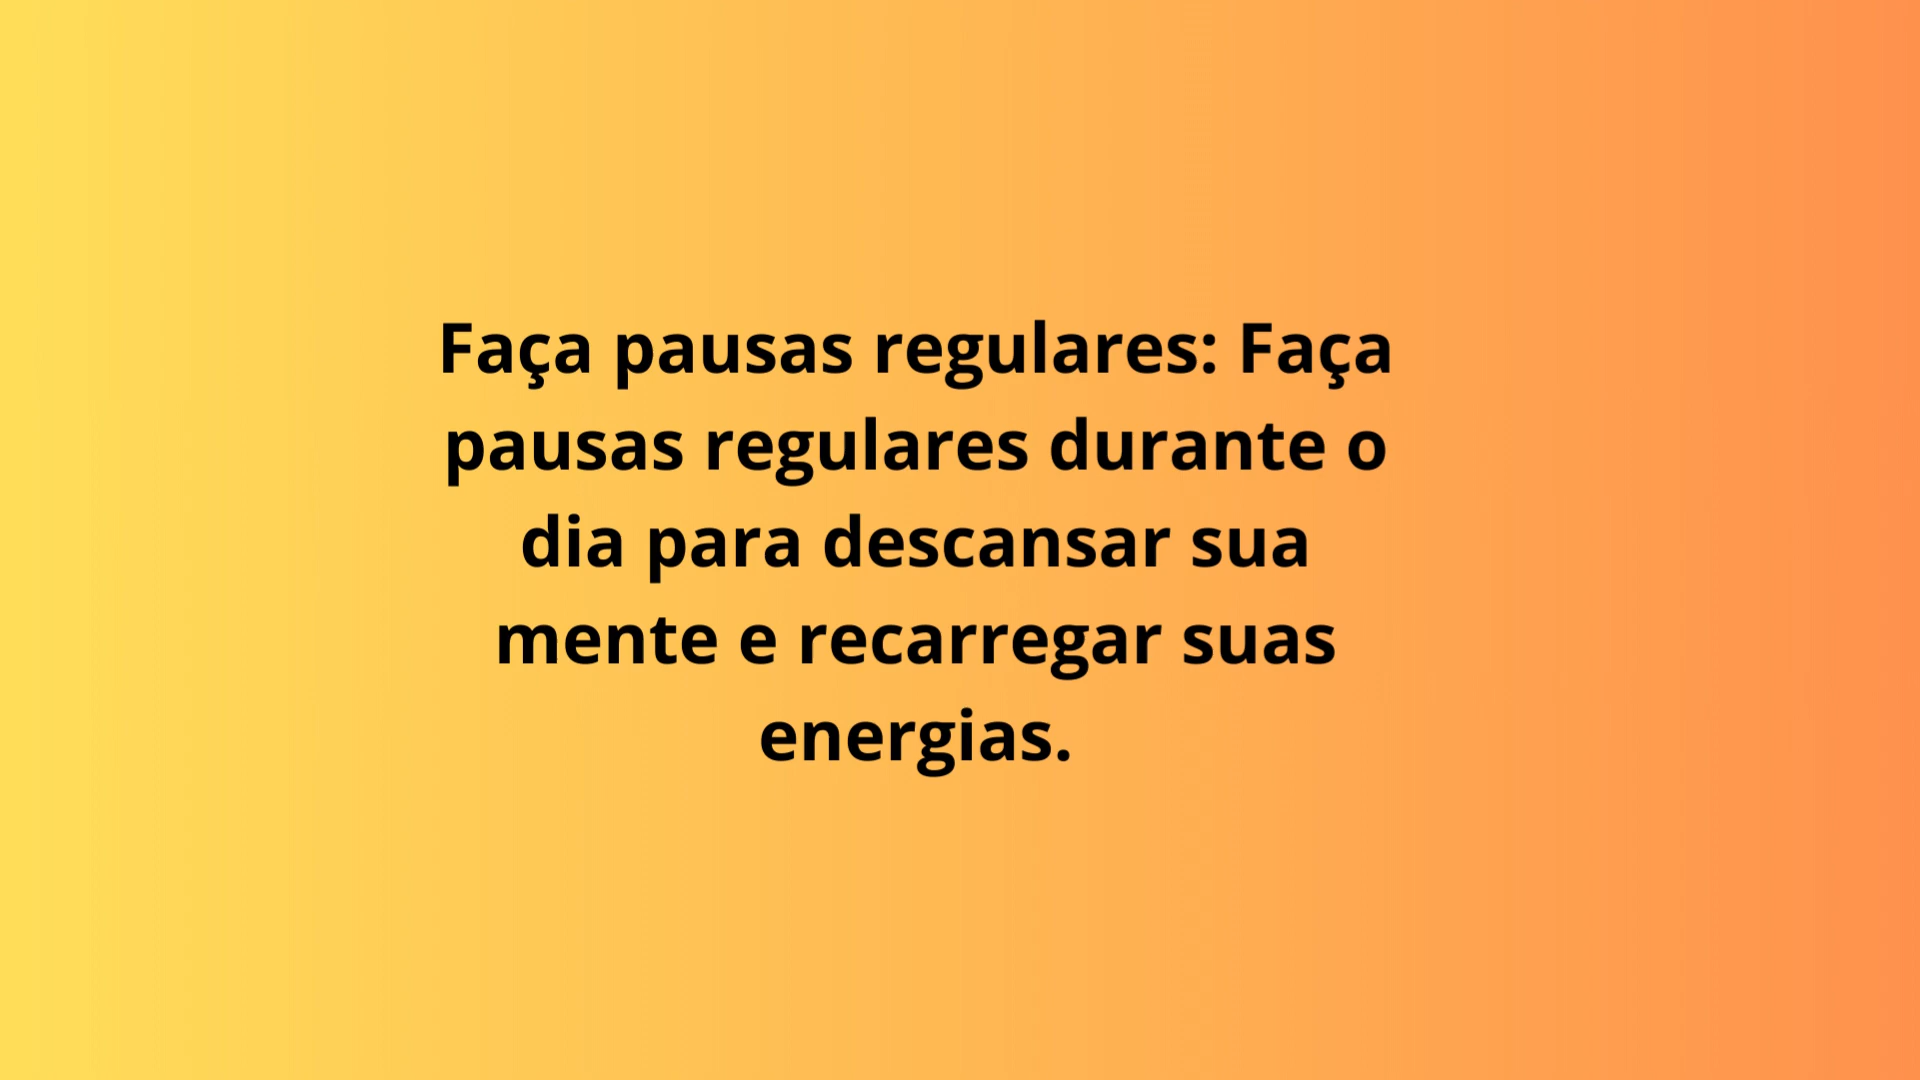 Faça pausas regulares: Faça
pausas regulares durante o
dia para descansar sua
mente e recarregar suas
energias.